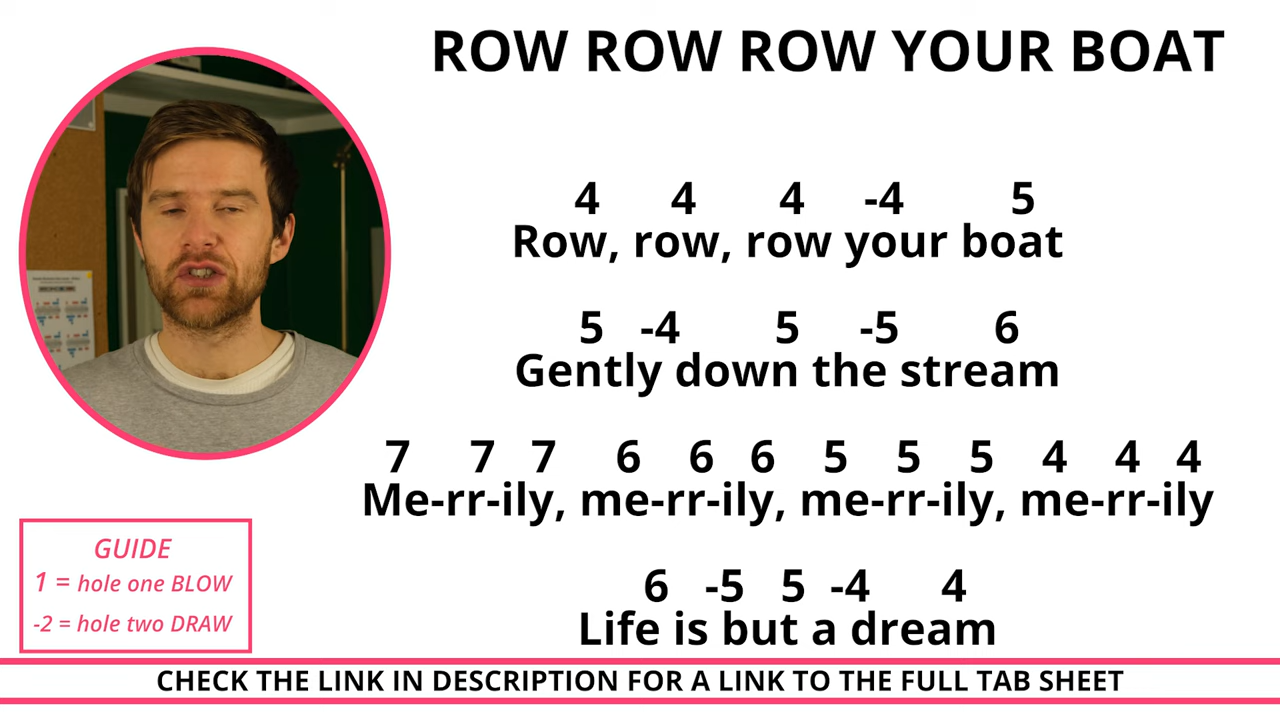 ROW ROW ROW YOUR BOAT
4 4 4 -4 5
Row, row, row your boat
5 -4 5 -5 6
Gently down the stream
7 7 7 6 6 6 5 5 5 4 4 4
Me-rr-ily, me-rr-ily, me-rr-ily, me-rr-ily
6 -5 5 -4 4
Life is but a dream
GUIDE
1 = hole one BLOW
-2 = hole two DRAW
CHECK THE LINK IN DESCRIPTION FOR A LINK TO THE FULL TAB SHEET